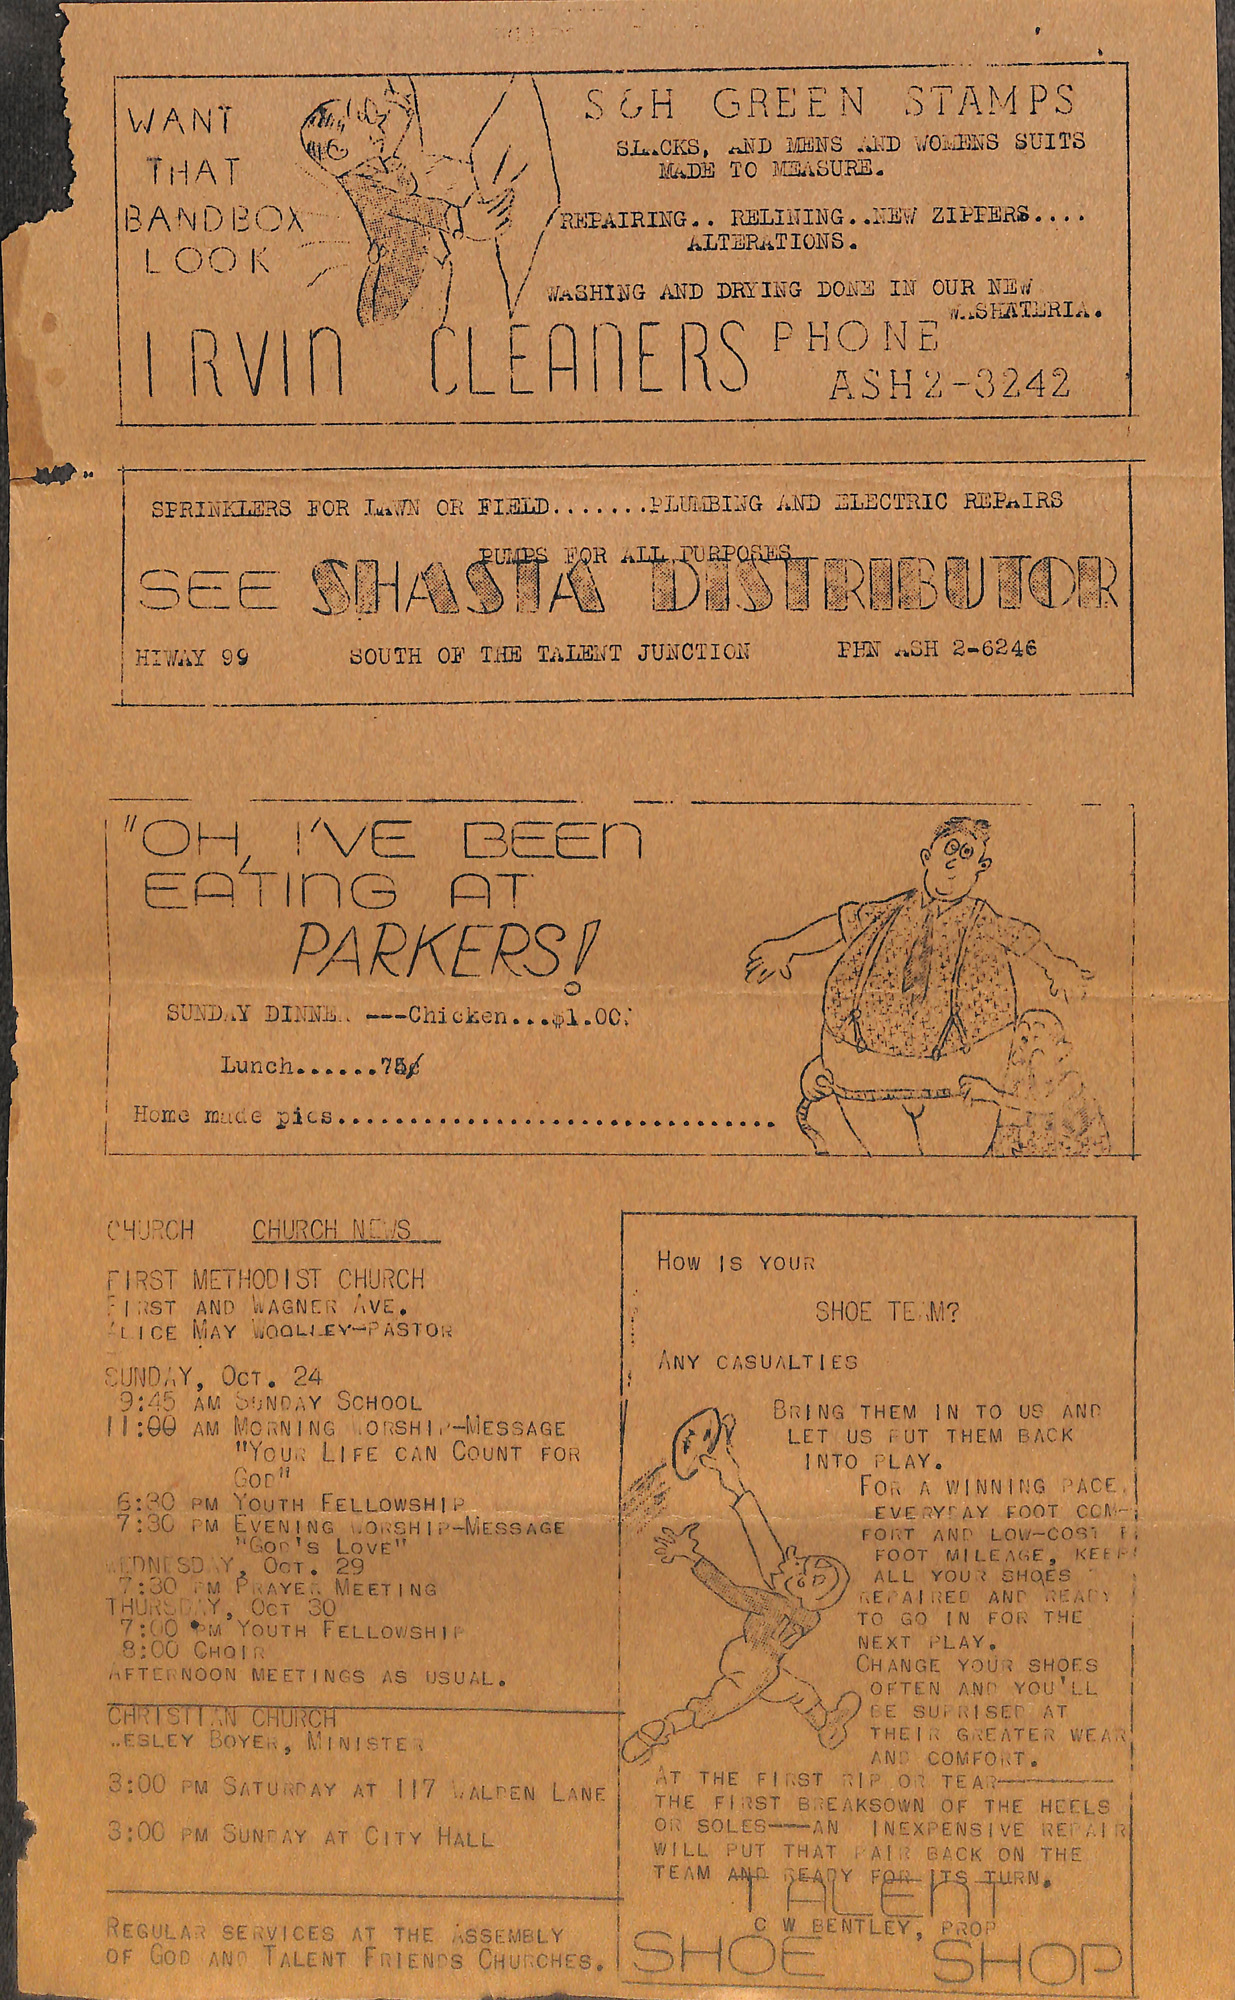 WANT
THAT
BANDBOX
LOOK
S&H GREEN STAMPS
SLACKS, AND MENS AND WOMENS SUITS
MADE TO MEASURE.
REPAIRING.. RELINING..NEW ZIPPERS....
ALTERATIONS.
WASHING AND DRYING DONE IN OUR NEW
WASHATERIA.
IRVIN CLEANERS PHONE
ASH2-3242
SPRINKLERS FOR LAWN OR FIELD.......PLUMBING AND ELECTRIC REPAIRS
PUMPS FOR ALL PURPOSES
SEE SHASTA DISTRIBUTOR
HIWAY 99 SOUTH OF THE TALENT JUNCTION PHN ASH 2-6246
"OH, I'VE BEEN
EATING AT
PARKERS!
SUNDAY DINNER ---Chicken...$1.00.
Lunch......75¢
Home made pies...............................
CHURCH CHURCH NEWS
FIRST METHODIST CHURCH
FIRST AND WAGNER AVE.
ALICE MAY WOOLLEY-PASTOR
SUNDAY, OCT. 24
9:45 AM SUNDAY SCHOOL
11:00 AM MORNING WORSHIP-MESSAGE
"YOUR LIFE CAN COUNT FOR
GOD"
6:30 PM YOUTH FELLOWSHIP
7:30 PM EVENING WORSHIP-MESSAGE
"GOD'S LOVE"
WEDNESDAY, OCT. 29
7:30 PM PRAYER MEETING
THURSDAY, OCT 30
7:00 PM YOUTH FELLOWSHIP
8:00 CHOIR
AFTERNOON MEETINGS AS USUAL.
CHRISTIAN CHURCH
WESLEY BOYER, MINISTER
3:00 PM SATURDAY AT 117 WALDEN LANE
3:00 PM SUNDAY AT CITY HALL
REGULAR SERVICES AT THE ASSEMBLY
OF GOD AND TALENT FRIENDS CHURCHES.
HOW IS YOUR
SHOE TEAM?
ANY CASUALTIES
BRING THEM IN TO US AND
LET US PUT THEM BACK
INTO PLAY.
FOR A WINNING PACE,
EVERYDAY FOOT COM-
FORT AND LOW-COST
FOOT MILEAGE, KEEP
ALL YOUR SHOES
REPAIRED AND READY
TO GO IN FOR THE
NEXT PLAY.
CHANGE YOUR SHOES
OFTEN AND YOU'LL
BE SUPRISED AT
THEIR GREATER WEAR
AND COMFORT.
AT THE FIRST RIP OR TEAR--------
THE FIRST BREAKSOWN OF THE HEELS
OR SOLES---AN INEXPENSIVE REPAIR
WILL PUT THAT PAIR BACK ON THE
TEAM AND READY FOR ITS TURN.
TALENT
C W BENTLEY, PROP
SHOE SHOP